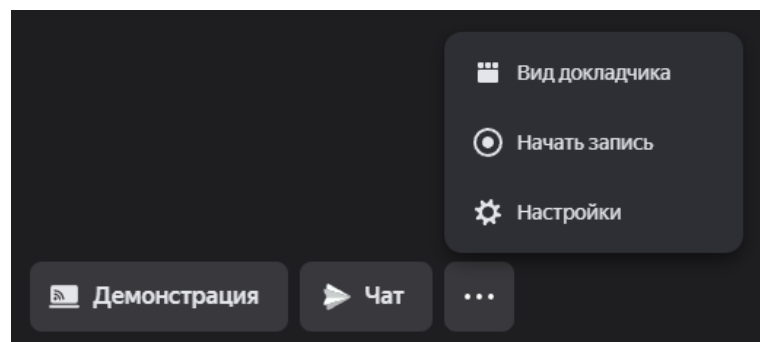 Вид докладчика
Начать запись
Настройки
Демонстрация
Чат